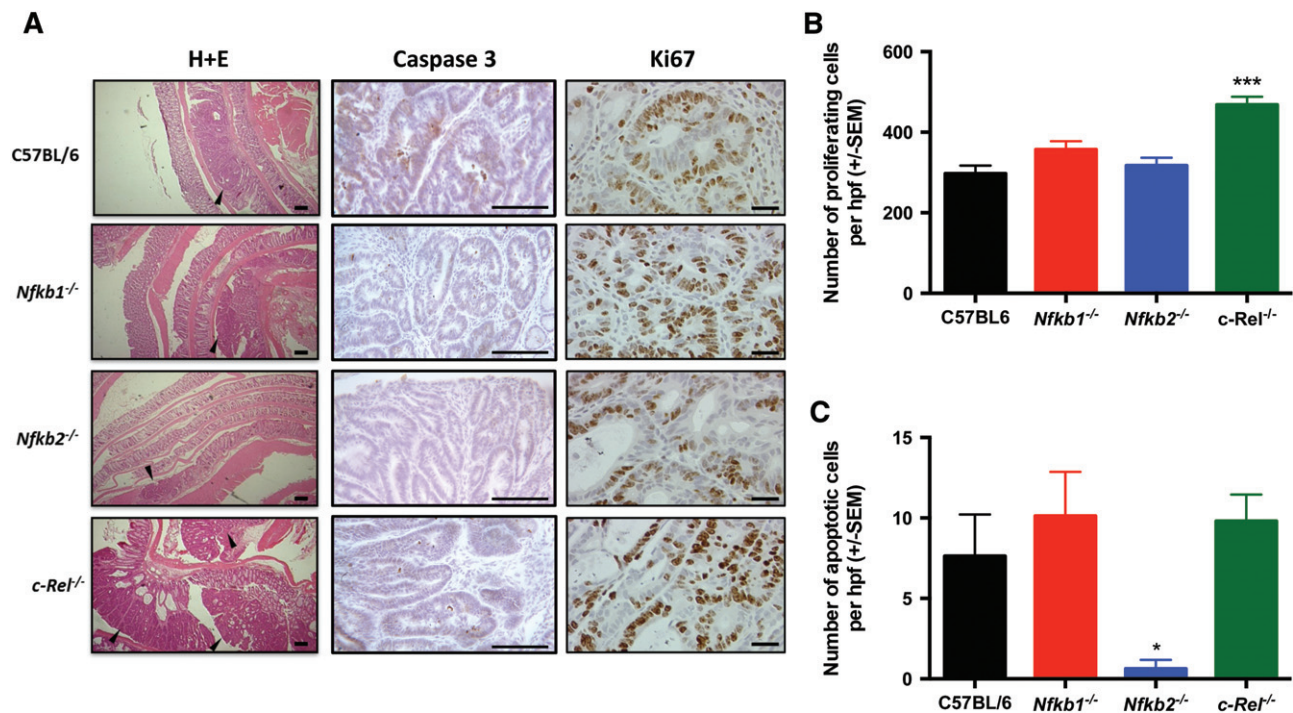 A
H+E Caspase 3 Ki67
C57BL/6
Nfkb1-/-
Nfkb2-/-
c-Rel-/-
B
Number of proliferating cells
per hpf (+/-SEM)
600
400
200
0
***
C57BL6 Nfkb1-/- Nfkb2-/- c-Rel-/-
C
Number of apoptotic cells
per hpf (+/-SEM)
15
10
5
0
*
C57BL/6 Nfkb1-/- Nfkb2-/- c-Rel-/-